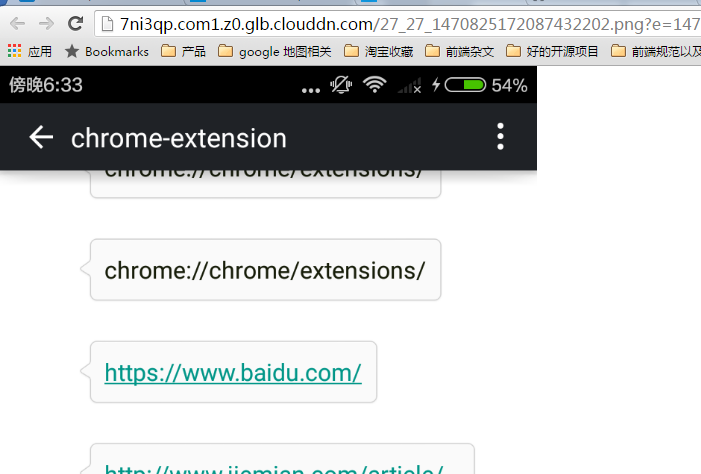 7ni3qp.com1.z0.glb.clouddn.com/27_27_1470825172087432202.png?e=147
应用 Bookmarks 产品 google 地图相关 淘宝收藏 前端杂文 好的开源项目 前端规范以及
傍晚6:33 54%
chrome-extension
chrome://chrome/extensions/
chrome://chrome/extensions/
https://www.baidu.com/
http://www.jiemian.com/article/